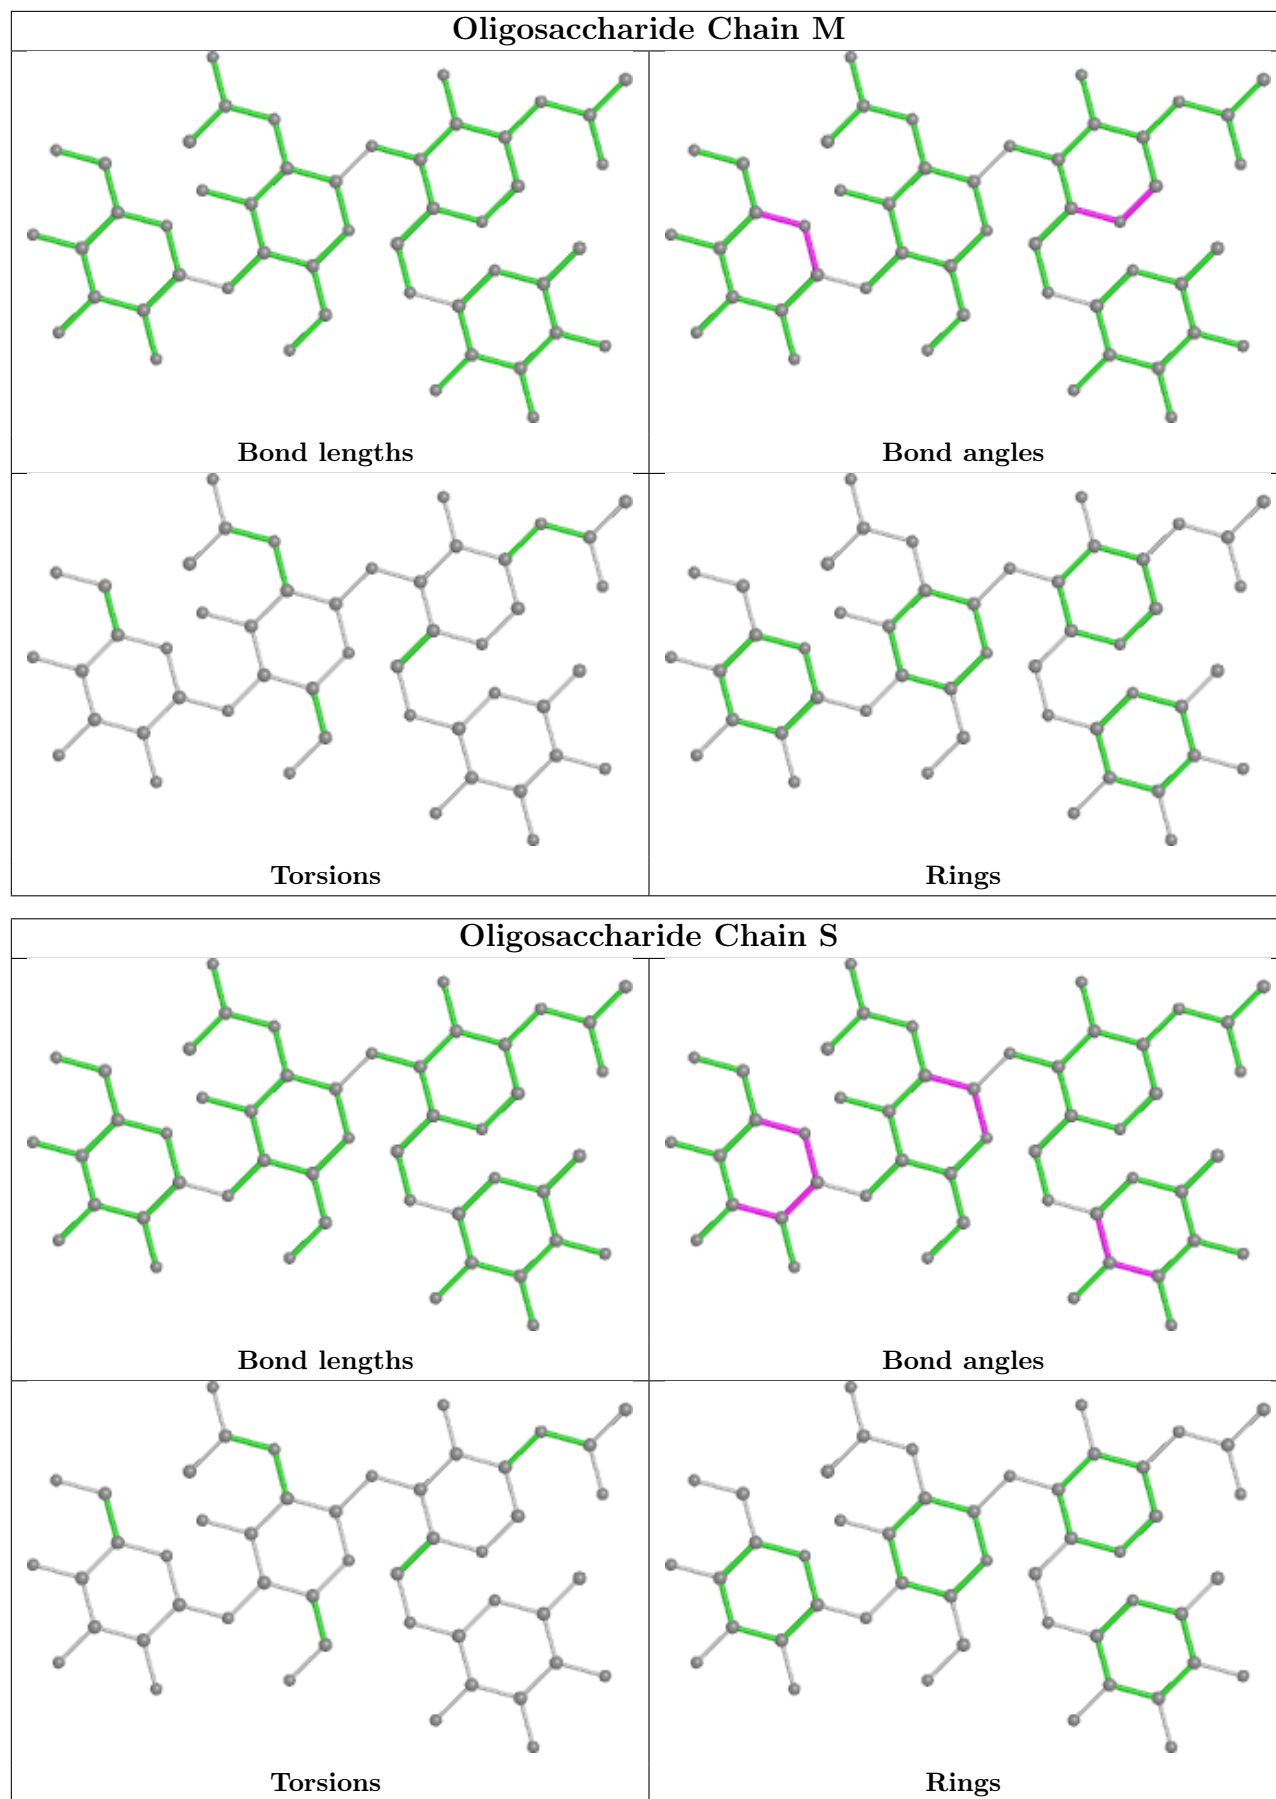 Oligosaccharide Chain M
Bond lengths
Bond angles
Torsions
Rings
Oligosaccharide Chain S
Bond lengths
Bond angles
Torsions
Rings